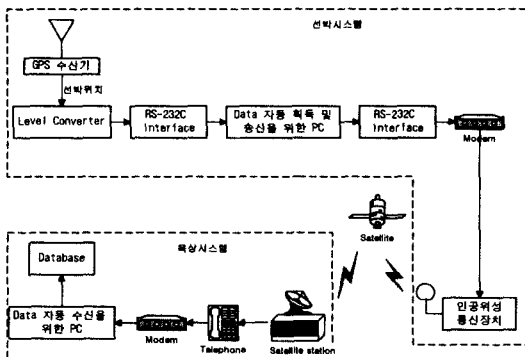 선박시스템
GPS 수신기
선박위치
Level Converter
RS-232C
Interface
Data 자동 획득 및
송신을 위한 PC
RS-232C
Interface
Modem
Satellite
육상시스템
Database
Data 자동 수신을
위한 PC
Modem
Telephone
Satellite station
인공위성
통신장치